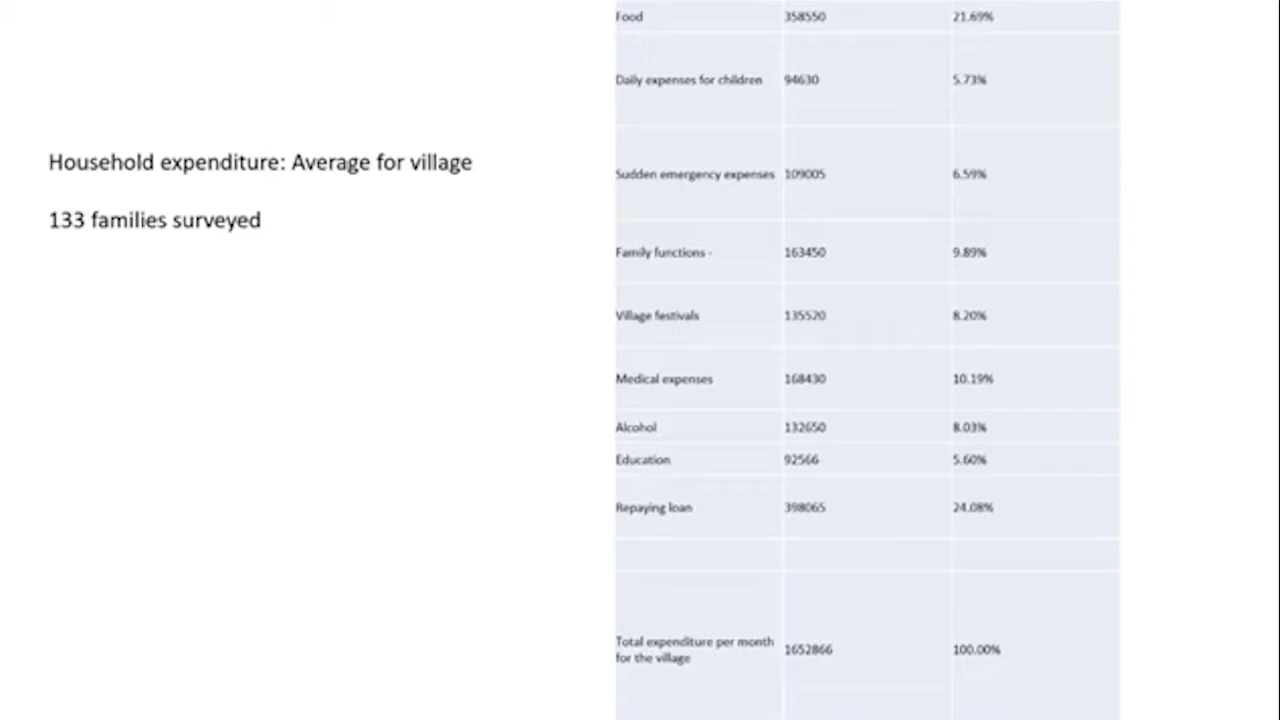 Household expenditure: Average for village
133 families surveyed
Food 358550 21.69%
Daily expenses for children 94630 5.73%
Sudden emergency expenses 109005 6.59%
Family functions - 163450 9.89%
Village festivals 135520 8.20%
Medical expenses 168430 10.19%
Alcohol 132650 8.03%
Education 92566 5.60%
Repaying loan 398065 24.08%
Total expenditure per month
for the village 1652866 100.00%